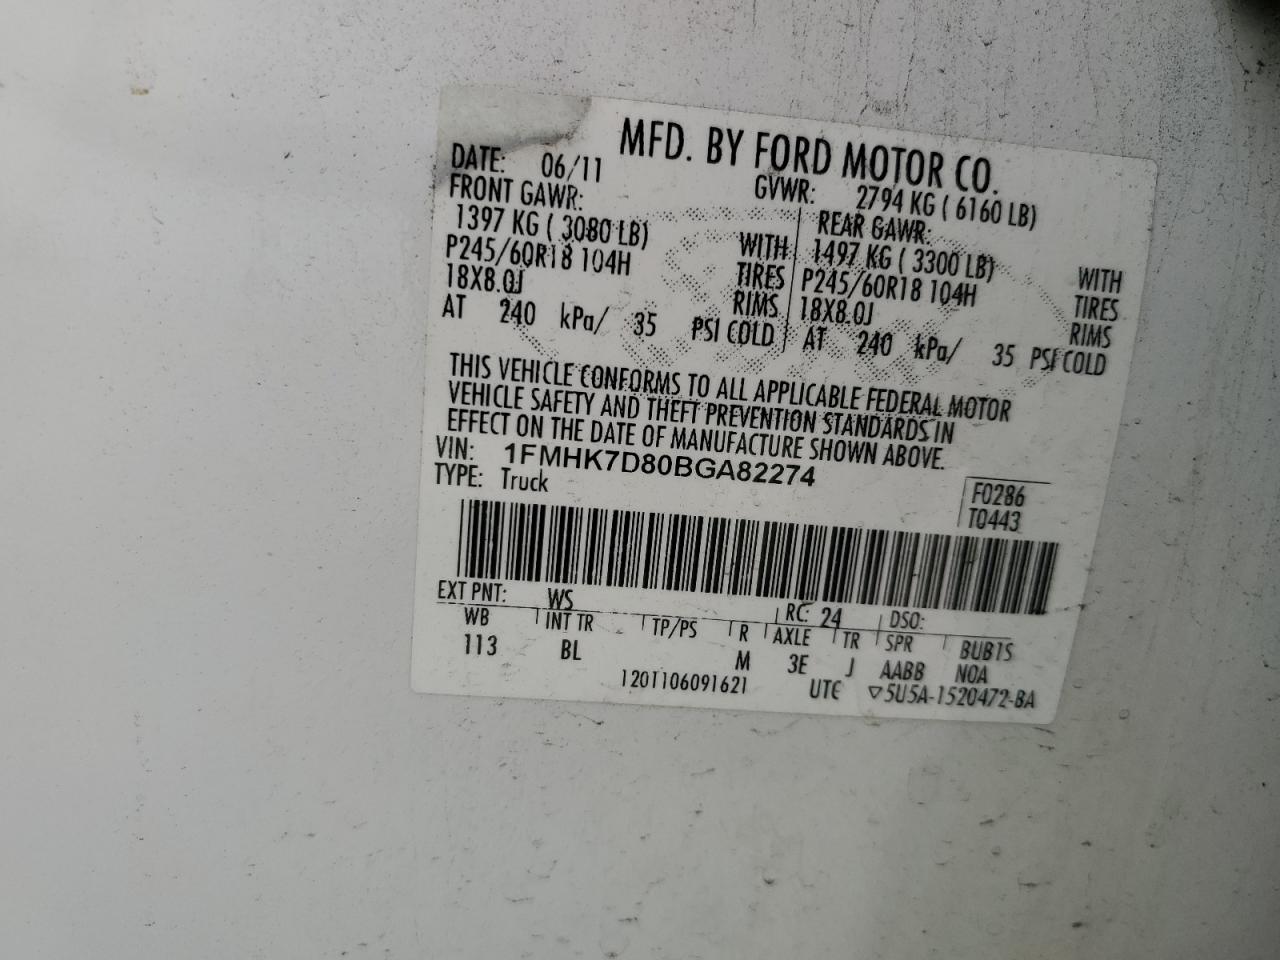 MFD. BY FORD MOTOR CO.
DATE: 06/11 GVWR: 2794 KG ( 6160 LB)
FRONT GAWR: REAR GAWR:
1397 KG ( 3080 LB) WITH 1497 KG ( 3300 LB) WITH
P245/60R18 104H TIRES P245/60R18 104H TIRES
18X8.0J RIMS 18X8.0J RIMS
AT 240 kPa/ 35 PSI COLD AT 240 kPa/ 35 PSI COLD
THIS VEHICLE CONFORMS TO ALL APPLICABLE FEDERAL MOTOR
VEHICLE SAFETY AND THEFT PREVENTION STANDARDS IN
EFFECT ON THE DATE OF MANUFACTURE SHOWN ABOVE.
VIN: 1FMHK7D80BGA82274
TYPE: Truck F0286
T0443
EXT PNT: WS RC: 24 DSO:
WB INT TR TP/PS R AXLE TR SPR BUB1S
113 BL M 3E J AABB NOA
120T106091621 UTC ▽5U5A-1520472-BA